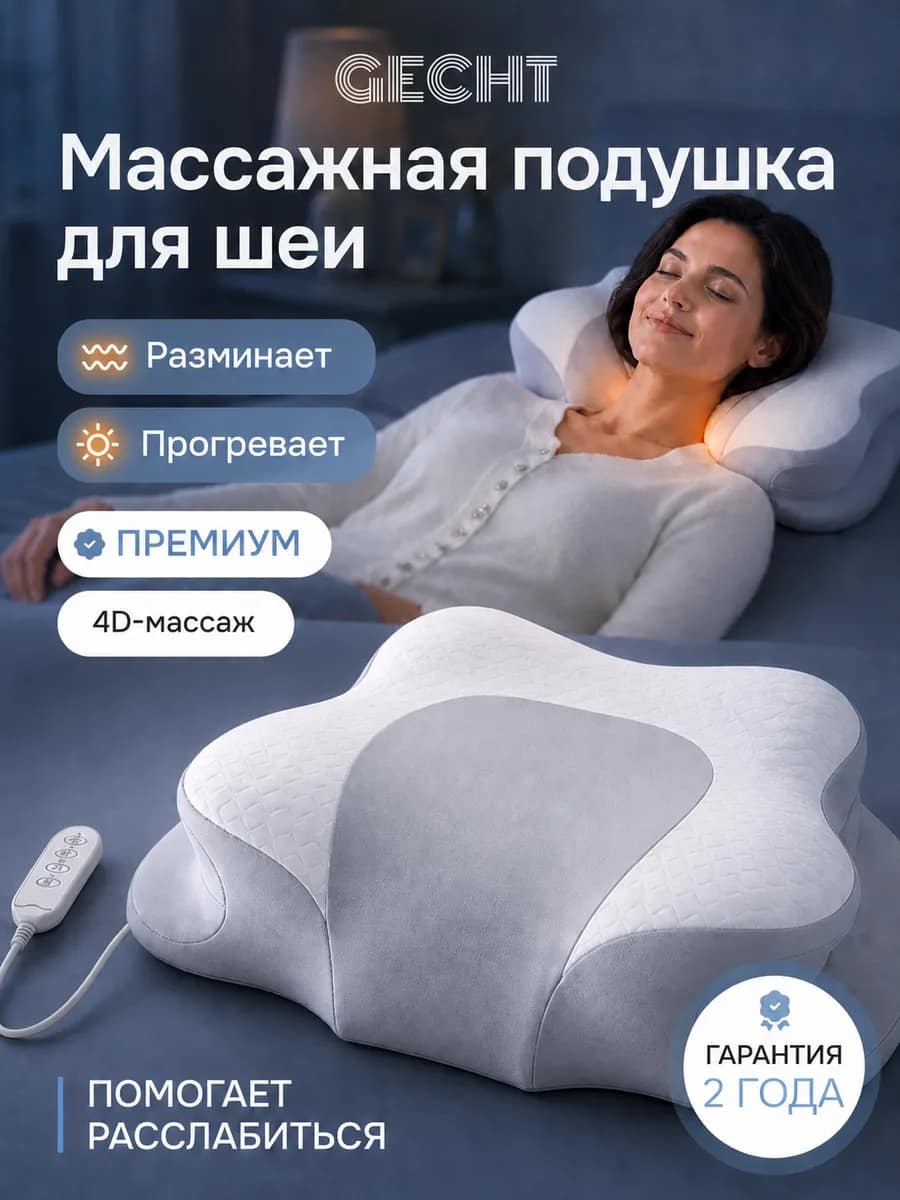 GECHT
Массажная подушка
для шеи
Разминает
Прогревает
ПРЕМИУМ
4D-массаж
ГАРАНТИЯ
2 ГОДА
ПОМОГАЕТ
РАССЛАБИТЬСЯ